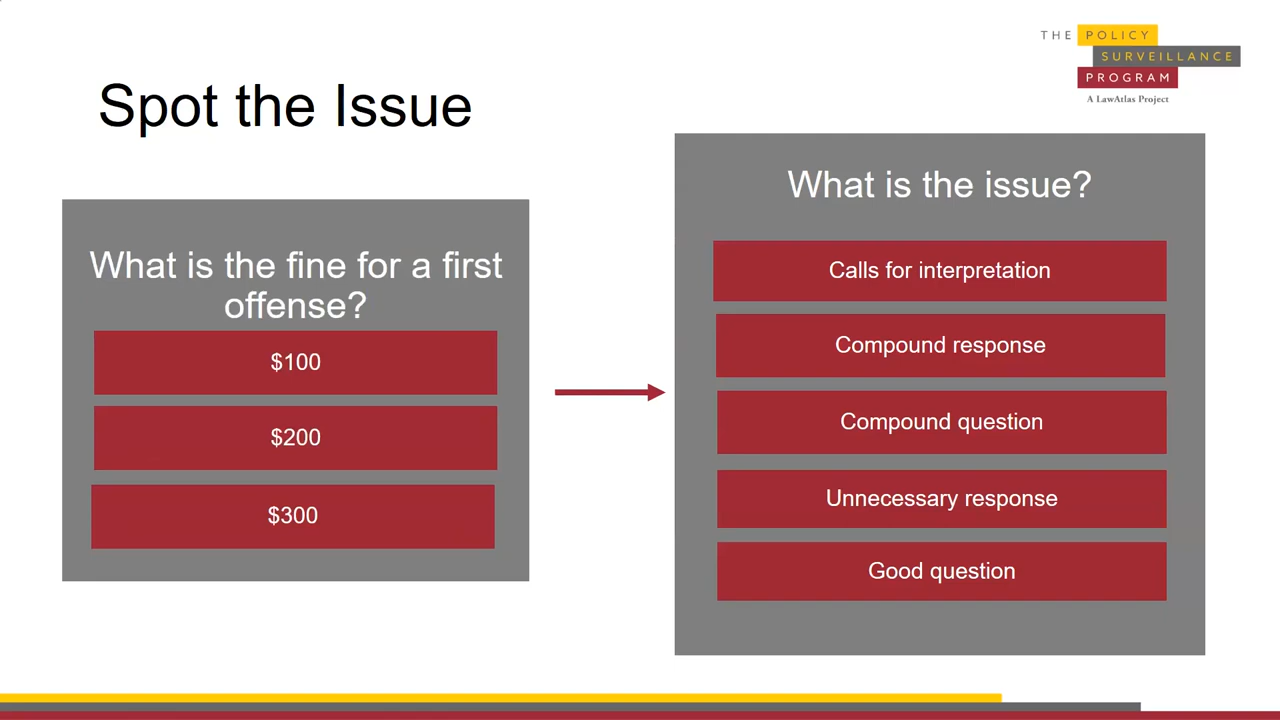 THE POLICY
SURVEILLANCE
PROGRAM
A LawAtlas Project
Spot the Issue
What is the fine for a first
offense?
$100
$200
$300
What is the issue?
Calls for interpretation
Compound response
Compound question
Unnecessary response
Good question